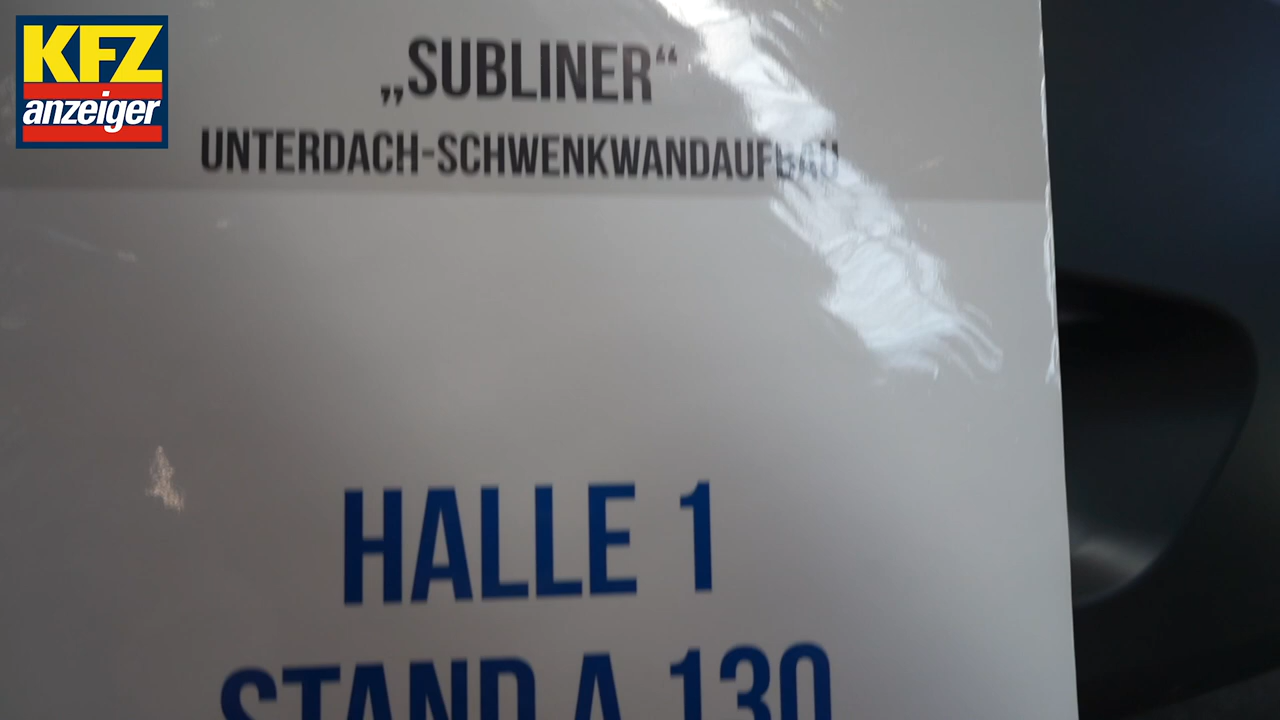 KFZ
anzeiger
„SUBLINER“
UNTERDACH-SCHWENKWANDAUFBAU
HALLE 1
STAND A 130